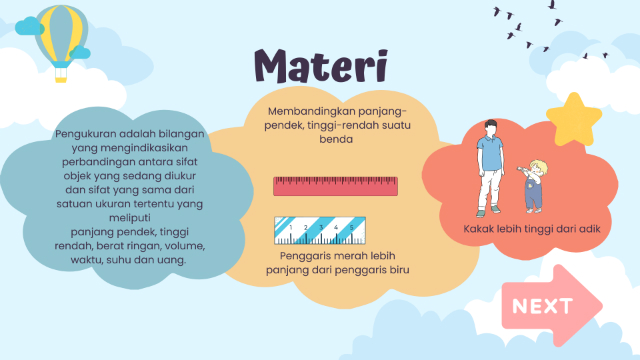 Materi
Pengukuran adalah bilangan
yang mengindikasikan
perbandingan antara sifat
objek yang sedang diukur
dan sifat yang sama dari
satuan ukuran tertentu yang
meliputi
panjang pendek, tinggi
rendah, berat ringan, volume,
waktu, suhu dan uang.
Membandingkan panjang-
pendek, tinggi-rendah suatu
benda
1 2 3 4 5
Penggaris merah lebih
panjang dari penggaris biru
Kakak lebih tinggi dari adik
NEXT